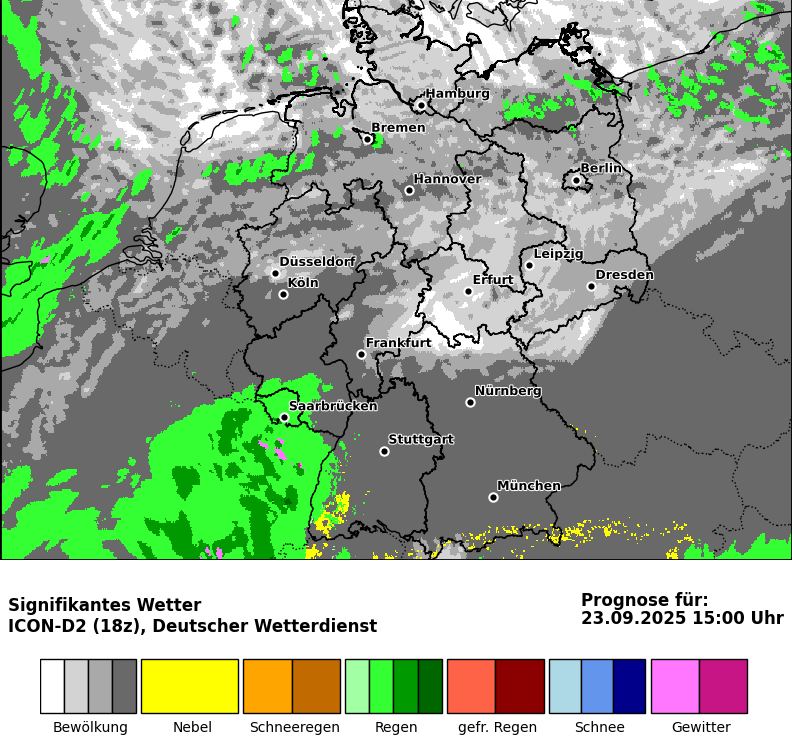 Hamburg
Bremen
Berlin
Hannover
Leipzig
Düsseldorf
Dresden
Erfurt
Köln
Frankfurt
Nürnberg
Saarbrücken
Stuttgart
München
Signifikantes Wetter
ICON-D2 (18z), Deutscher Wetterdienst
Prognose für:
23.09.2025 15:00 Uhr
Bewölkung Nebel Schneeregen Regen gefr. Regen Schnee Gewitter